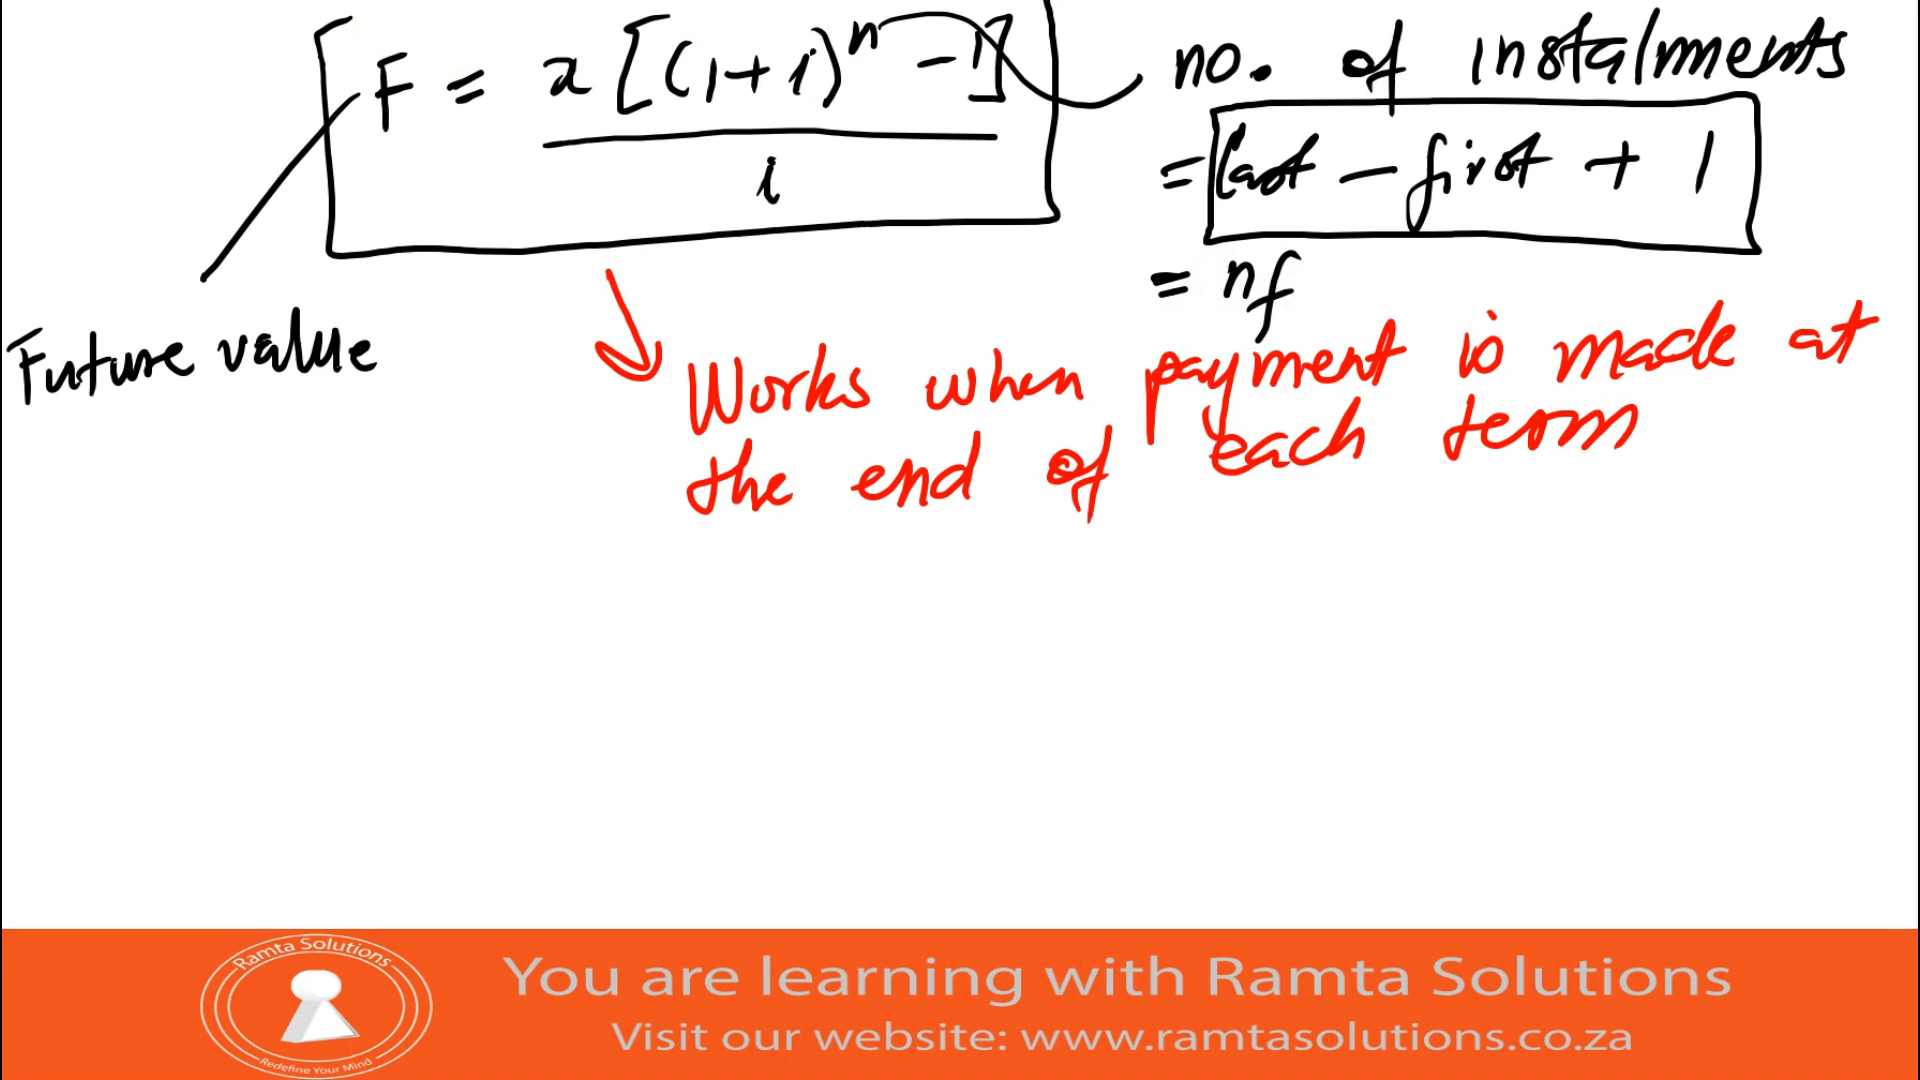 F = x[(1+i)^n - 1]
i
no. of instalments
= last - first + 1
= nf
Future value
Works when payment is made at
the end of each term
Ramta Solutions
Redefine Your Mind
You are learning with Ramta Solutions
Visit our website: www.ramtasolutions.co.za